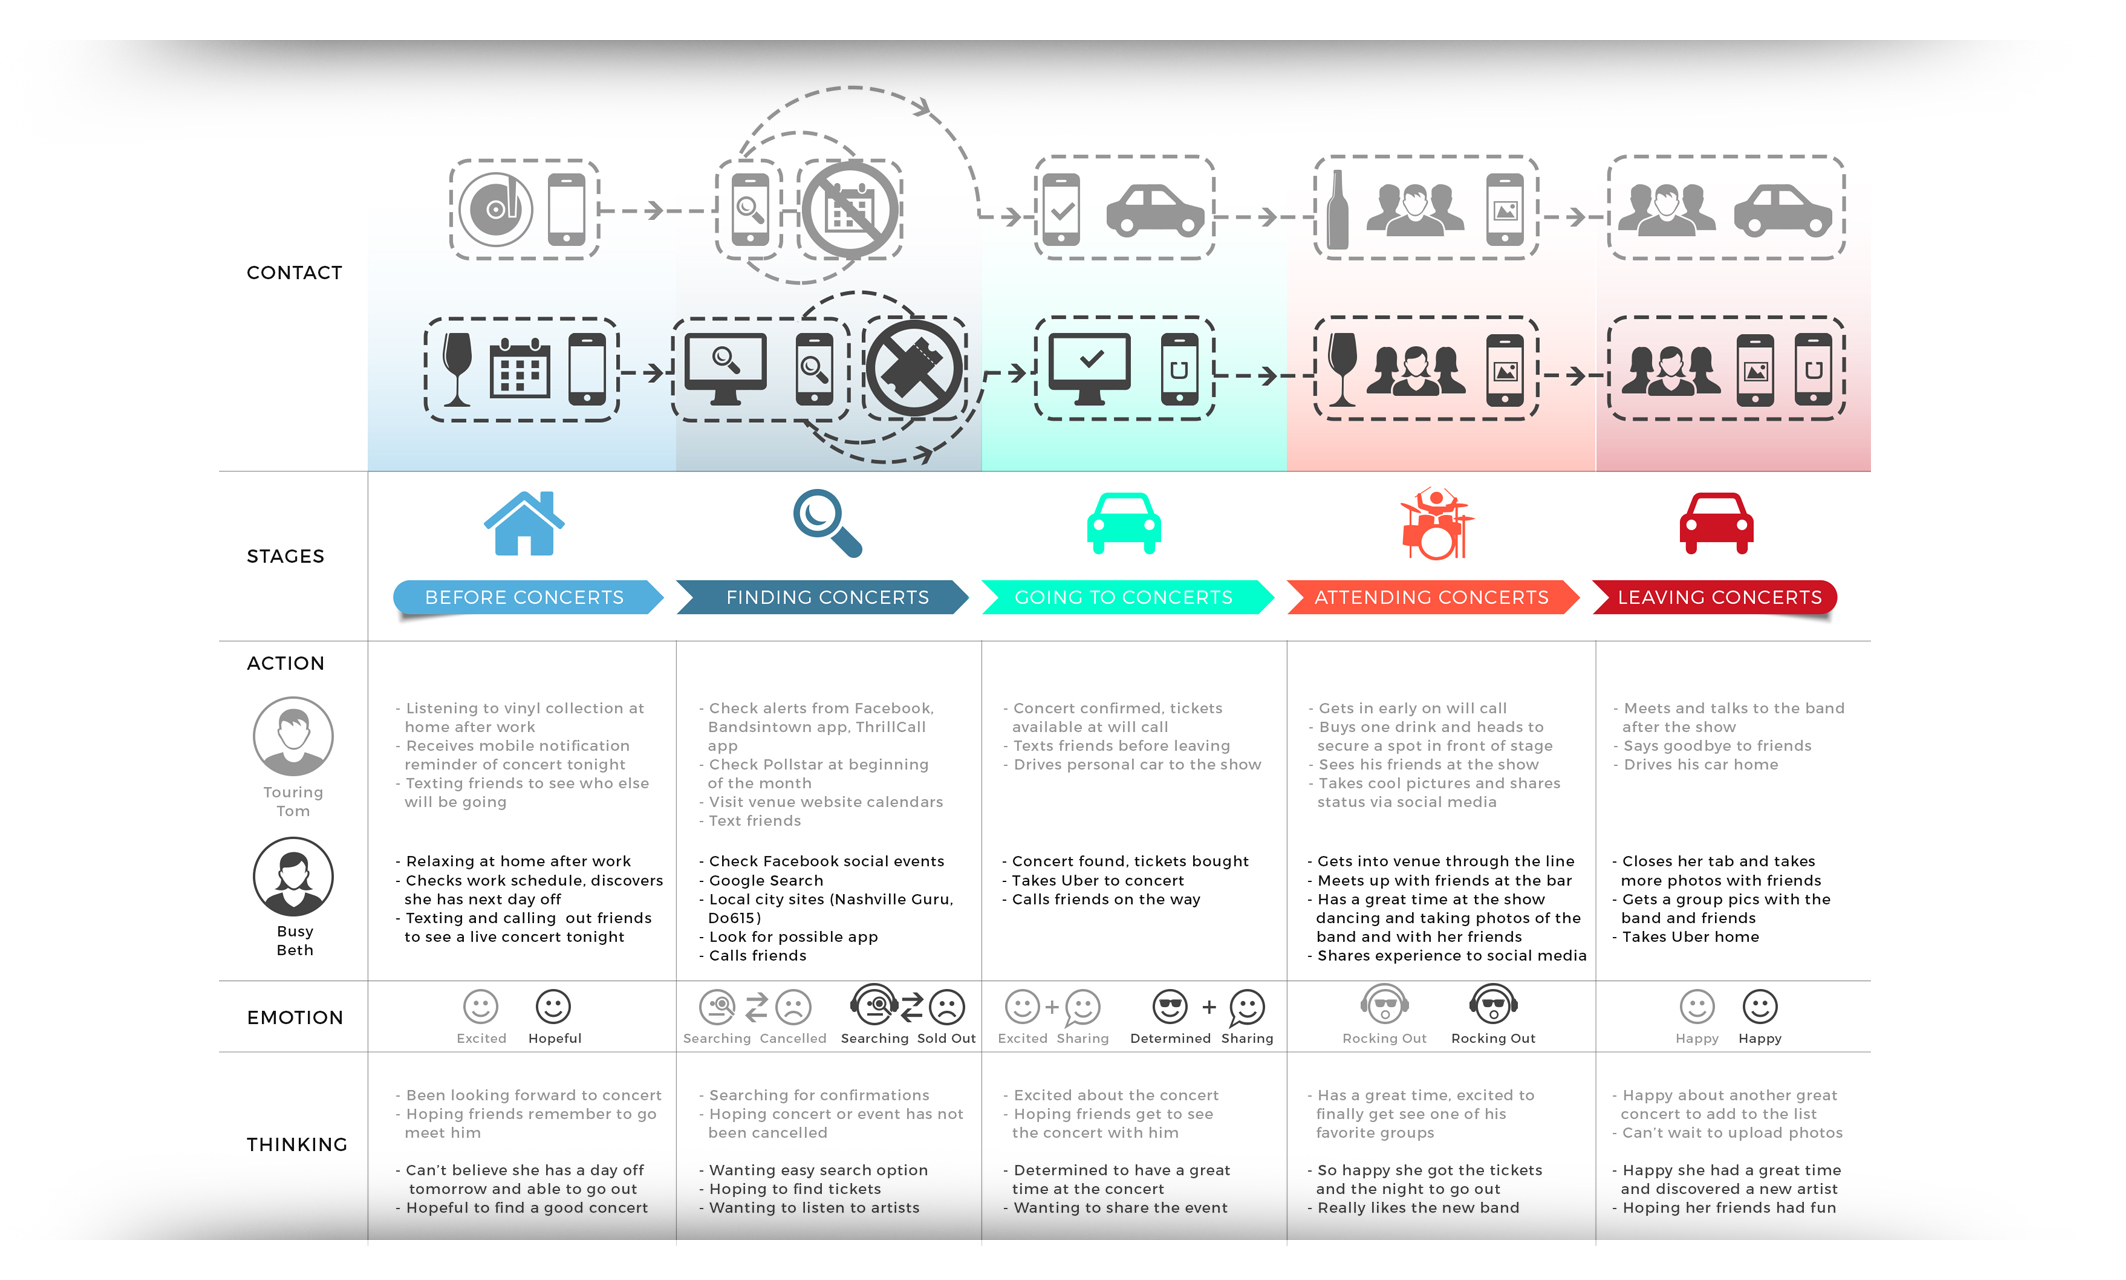 CONTACT
STAGES
BEFORE CONCERTS
FINDING CONCERTS
GOING TO CONCERTS
ATTENDING CONCERTS
LEAVING CONCERTS
ACTION
Touring
Tom
- Listening to vinyl collection at
home after work
- Receives mobile notification
reminder of concert tonight
- Texting friends to see who else
will be going
- Check alerts from Facebook,
Bandsintown app, ThrillCall
app
- Check Pollstar at beginning
of the month
- Visit venue website calendars
- Text friends
- Concert confirmed, tickets
available at will call
- Texts friends before leaving
- Drives personal car to the show
- Gets in early on will call
- Buys one drink and heads to
secure a spot in front of stage
- Sees his friends at the show
- Takes cool pictures and shares
status via social media
- Meets and talks to the band
after the show
- Says goodbye to friends
- Drives his car home
Busy
Beth
- Relaxing at home after work
- Checks work schedule, discovers
she has next day off
- Texting and calling out friends
to see a live concert tonight
- Check Facebook social events
- Google Search
- Local city sites (Nashville Guru,
Do615)
- Look for possible app
- Calls friends
- Concert found, tickets bought
- Takes Uber to concert
- Calls friends on the way
- Gets into venue through the line
- Meets up with friends at the bar
- Has a great time at the show
dancing and taking photos of the
band and with her friends
- Shares experience to social media
- Closes her tab and takes
more photos with friends
- Gets a group pics with the
band and friends
- Takes Uber home
EMOTION
Excited
Hopeful
Searching
Cancelled
Searching
Sold Out
+
Excited
Sharing
+
Determined
Sharing
Rocking Out
Rocking Out
Happy
Happy
THINKING
- Been looking forward to concert
- Hoping friends remember to go
meet him
- Searching for confirmations
- Hoping concert or event has not
been cancelled
- Excited about the concert
- Hoping friends get to see
the concert with him
- Has a great time, excited to
finally get see one of his
favorite groups
- Happy about another great
concert to add to the list
- Can't wait to upload photos
- Can't believe she has a day off
tomorrow and able to go out
- Hopeful to find a good concert
- Wanting easy search option
- Hoping to find tickets
- Wanting to listen to artists
- Determined to have a great
time at the concert
- Wanting to share the event
- So happy she got the tickets
and the night to go out
- Really likes the new band
- Happy she had a great time
and discovered a new artist
- Hoping her friends had fun